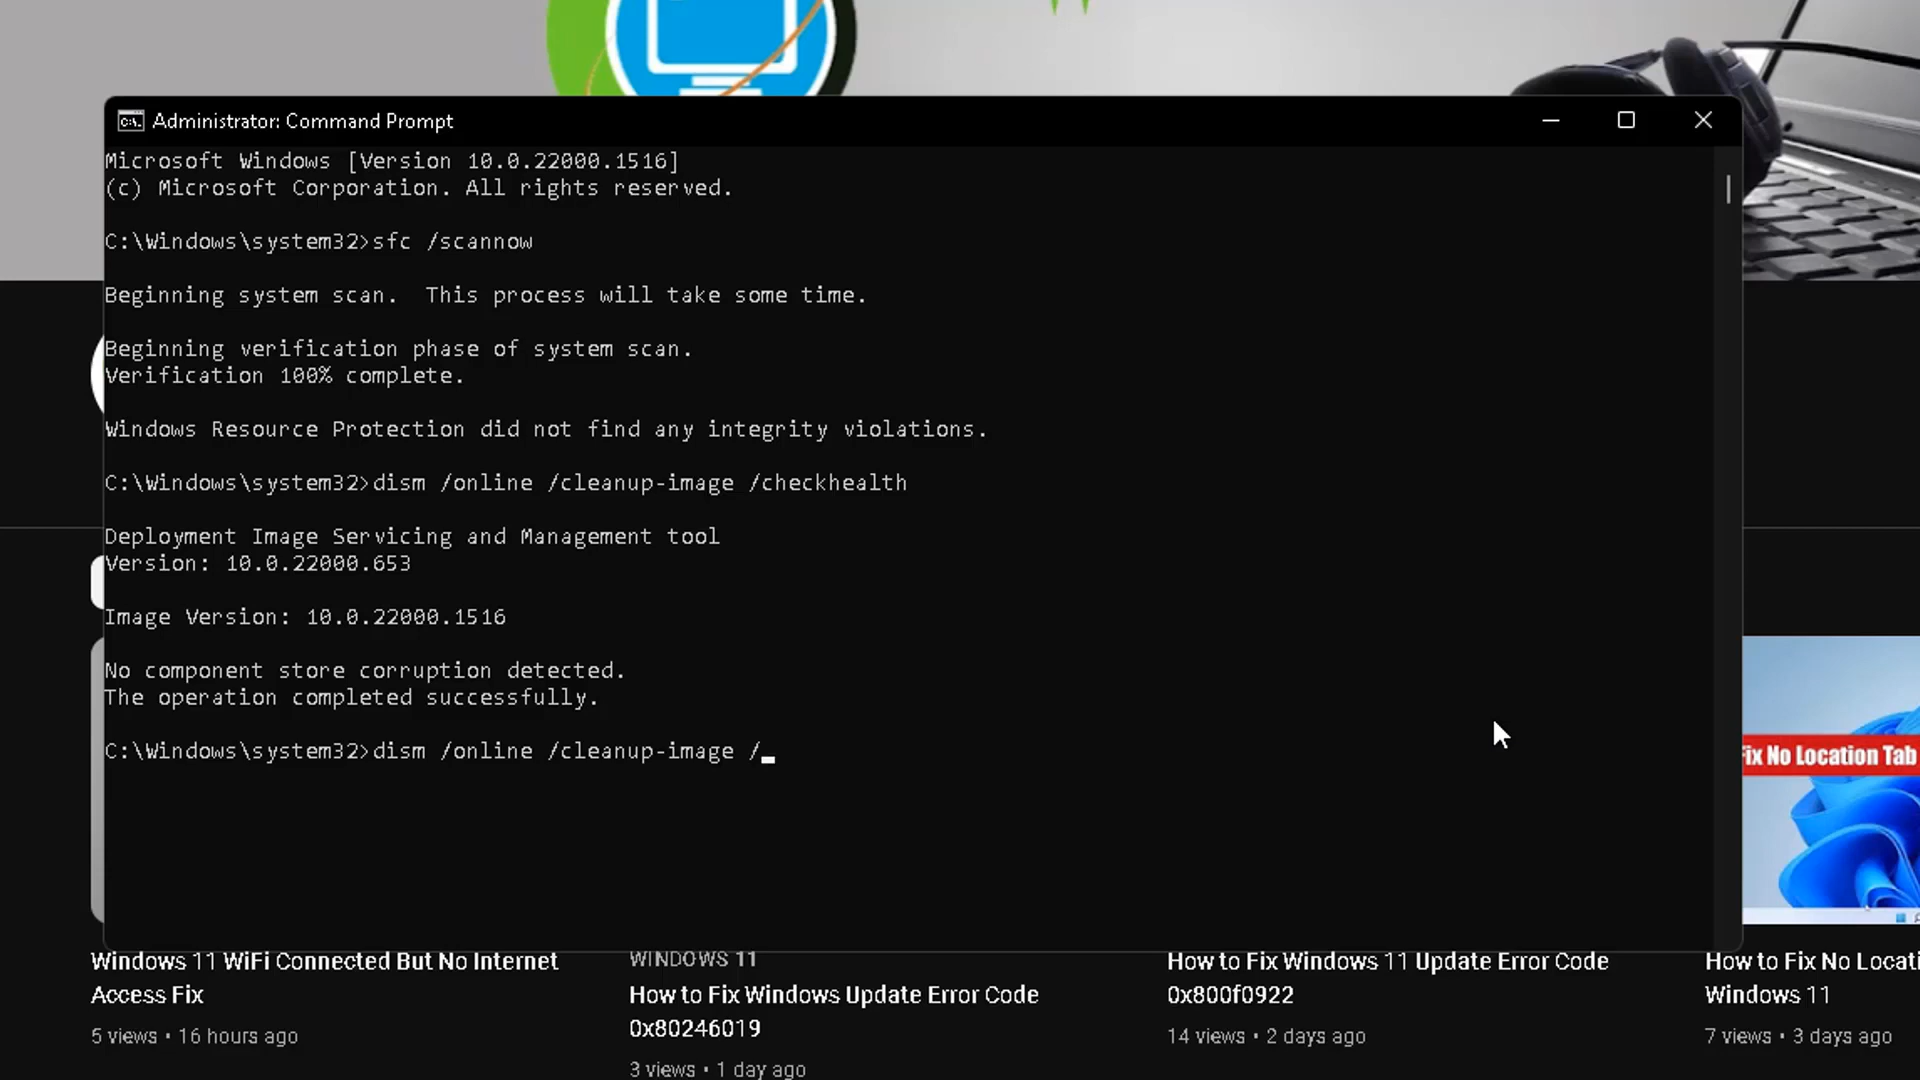 Administrator: Command Prompt
Microsoft Windows [Version 10.0.22000.1516]
(c) Microsoft Corporation. All rights reserved.
C:\Windows\system32>sfc /scannow
Beginning system scan.  This process will take some time.
Beginning verification phase of system scan.
Verification 100% complete.
Windows Resource Protection did not find any integrity violations.
C:\Windows\system32>dism /online /cleanup-image /checkhealth
Deployment Image Servicing and Management tool
Version: 10.0.22000.653
Image Version: 10.0.22000.1516
No component store corruption detected.
The operation completed successfully.
C:\Windows\system32>dism /online /cleanup-image /
ix No Location Tab
Windows 11 WiFi Connected But No Internet
Access Fix
5 views • 16 hours ago
WINDOWS 11
How to Fix Windows Update Error Code
0x80246019
3 views • 1 day ago
How to Fix Windows 11 Update Error Code
0x800f0922
14 views • 2 days ago
How to Fix No Locati
Windows 11
7 views • 3 days ago